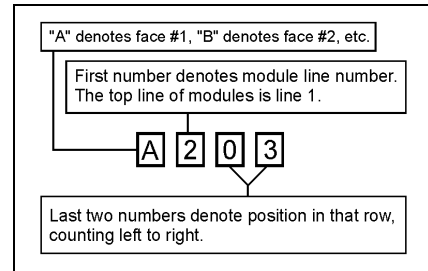 "A" denotes face #1, "B" denotes face #2, etc.
First number denotes module line number.
The top line of modules is line 1.
A 2 0 3
Last two numbers denote position in that row,
counting left to right.